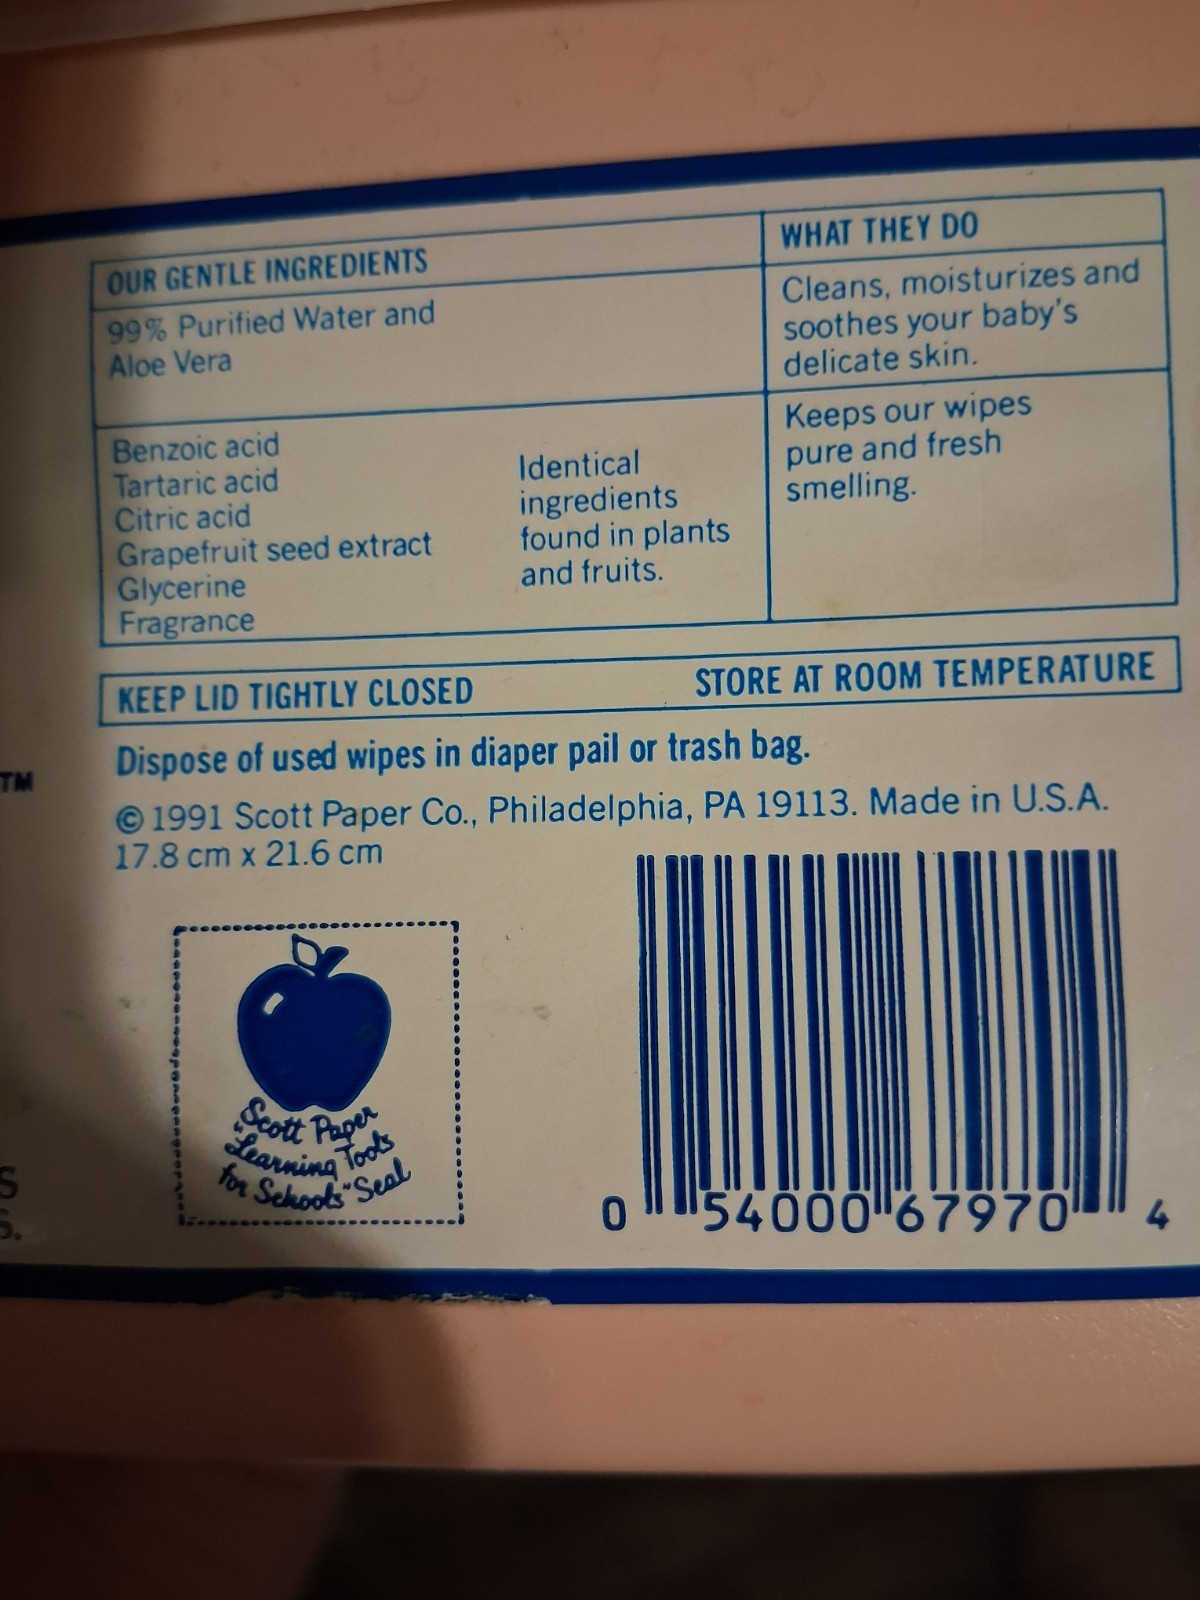 OUR GENTLE INGREDIENTS
WHAT THEY DO
99% Purified Water and
Aloe Vera
Cleans, moisturizes and
soothes your baby's
delicate skin.
Benzoic acid
Tartaric acid
Citric acid
Grapefruit seed extract
Glycerine
Fragrance
Identical
ingredients
found in plants
and fruits.
Keeps our wipes
pure and fresh
smelling.
KEEP LID TIGHTLY CLOSED
STORE AT ROOM TEMPERATURE
Dispose of used wipes in diaper pail or trash bag.
TM
© 1991 Scott Paper Co., Philadelphia, PA 19113. Made in U.S.A.
17.8 cm x 21.6 cm
Scott Paper
"Learning Tools
for Schools" Seal
0 54000 67970 4